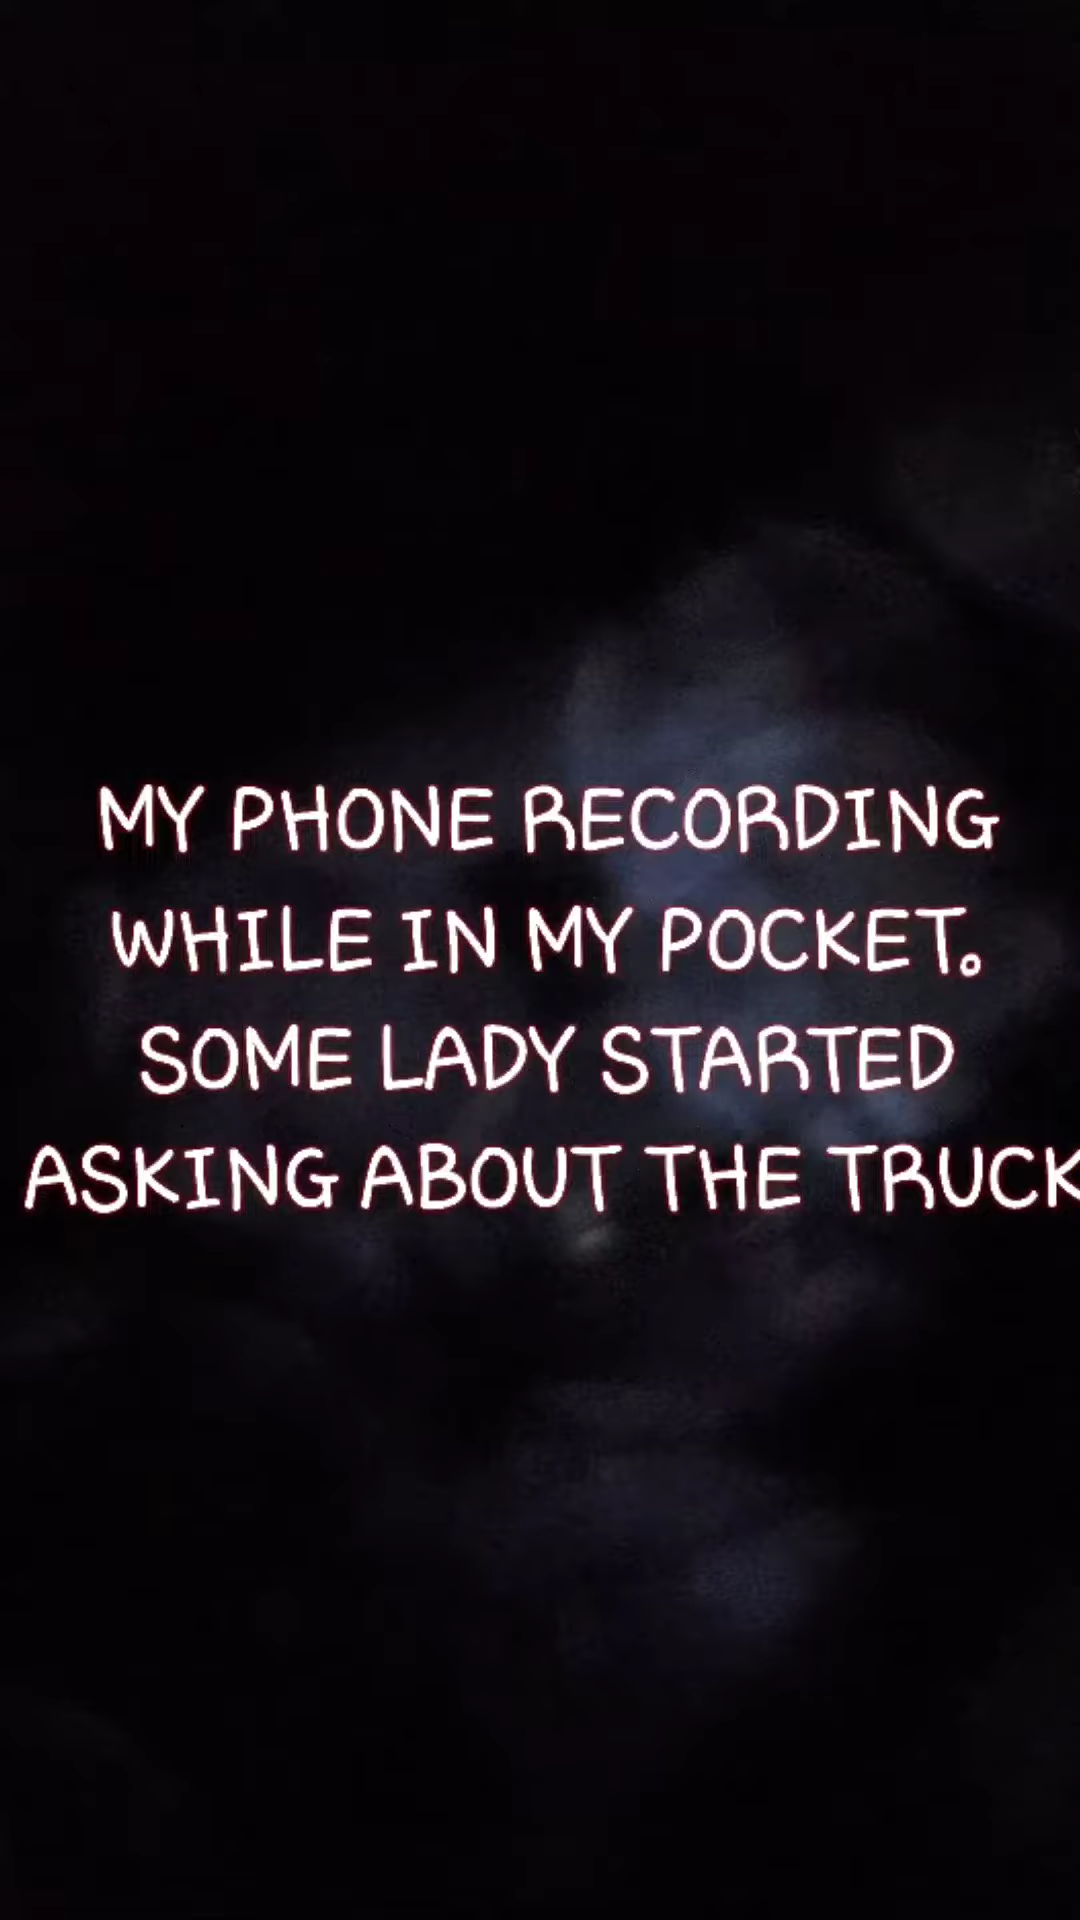 MY PHONE RECORDING
WHILE IN MY POCKET.
SOME LADY STARTED
ASKING ABOUT THE TRUCK